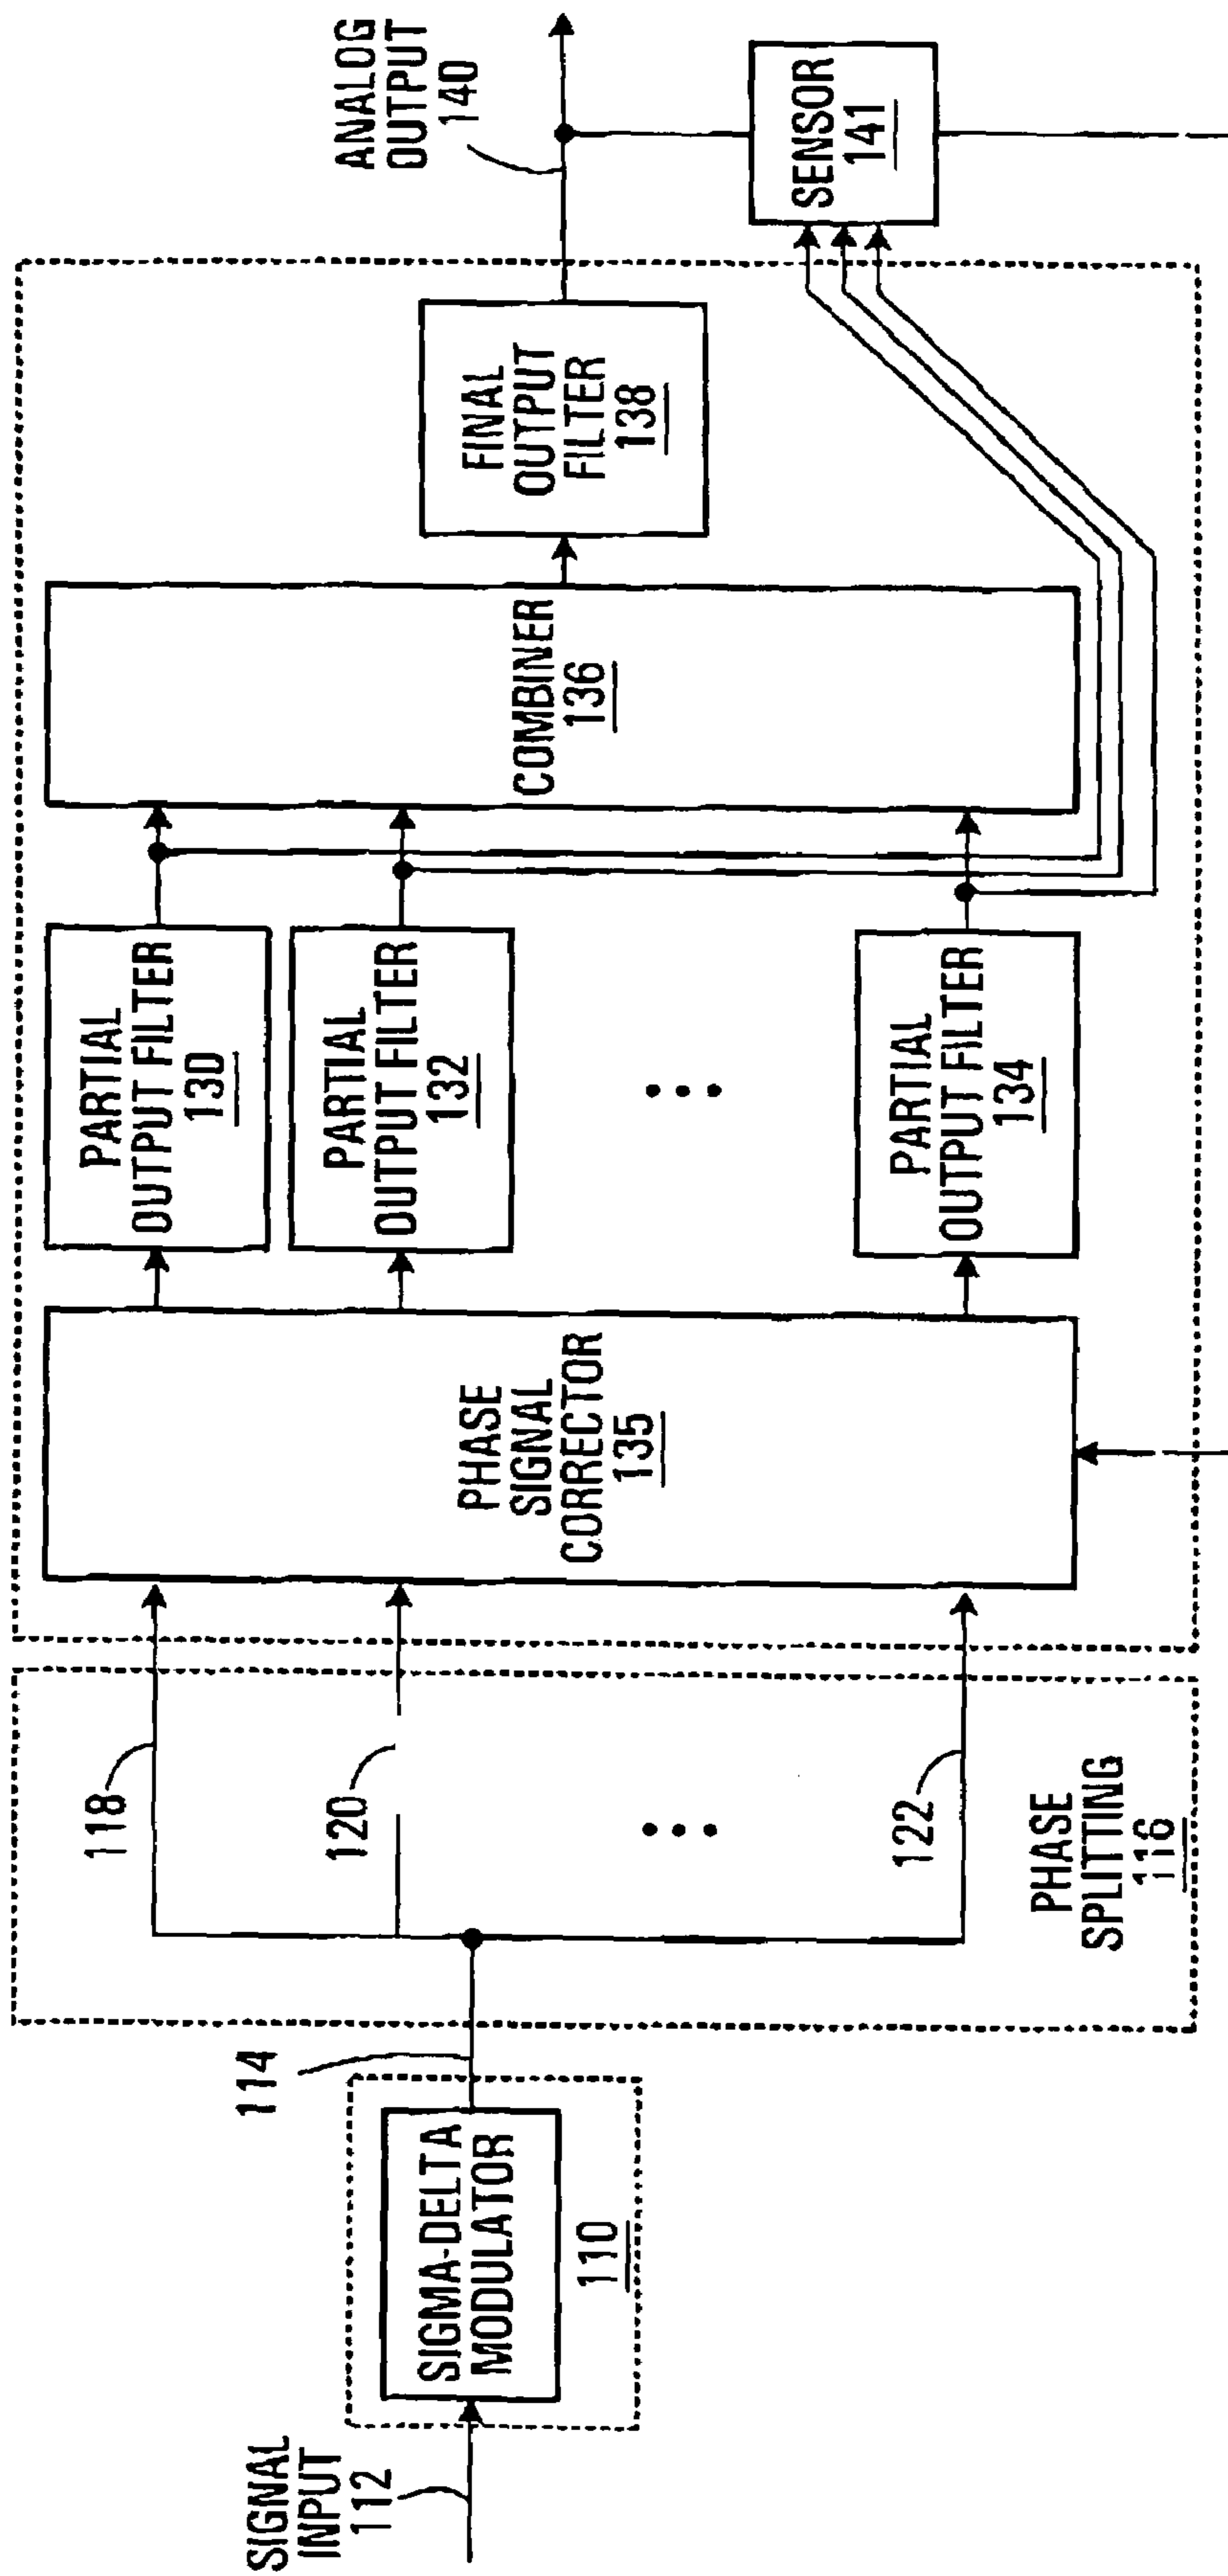 SIGNAL
INPUT
112
SIGMA-DELTA
MODULATOR
110
114
118
120
122
PHASE
SPLITTING
116
PHASE
SIGNAL
CORRECTOR
135
PARTIAL
OUTPUT FILTER
130
PARTIAL
OUTPUT FILTER
132
PARTIAL
OUTPUT FILTER
134
COMBINER
136
FINAL
OUTPUT
FILTER
138
ANALOG
OUTPUT
140
SENSOR
141